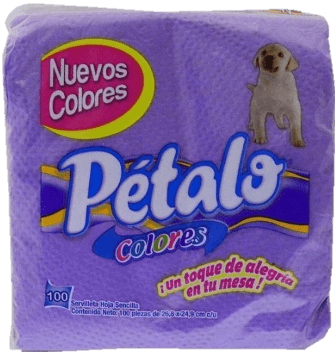 Nuevos
Colores
Pétalo
colores
¡Un toque de alegría
en tu mesa!
100
Servilleta Hoja Sencilla
Contenido Neto: 100 piezas de 25,8 x 24,9 cm c/u